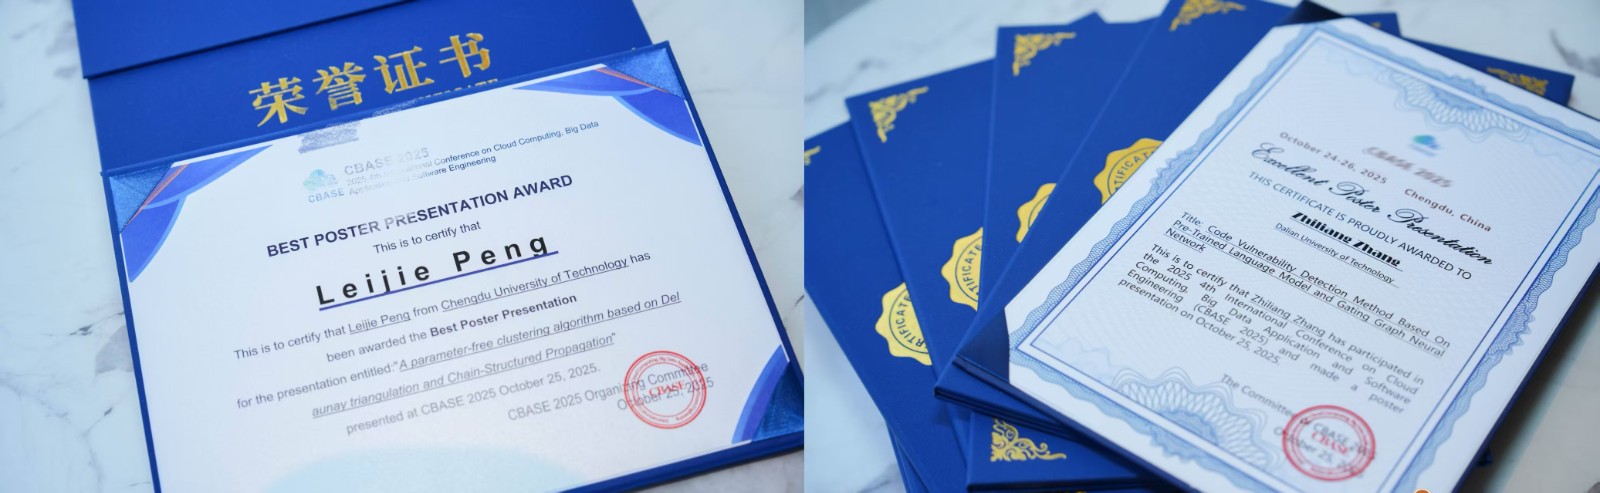 荣誉证书
CBASE 2025
2025 4th International Conference on Cloud Computing, Big Data
Application and Software Engineering
CBASE
BEST POSTER PRESENTATION AWARD
This is to certify that
Leijie Peng
This is to certify that Leijie Peng from Chengdu University of Technology has
been awarded the Best Poster Presentation
for the presentation entitled:"A parameter-free clustering algorithm based on Del
aunay triangulation and Chain-Structured Propagation"
presented at CBASE 2025 October 25, 2025.
CBASE 2025 Organizing Committee
October 25, 2025
CBASE
CERTIFICATE
CERTIFICATE
CERTIFICATE
CBASE 2025
October 24-26, 2025 Chengdu, China
Excellent Poster Presentation
THIS CERTIFICATE IS PROUDLY AWARDED TO
Zhiliang Zhang
Dalian University of Technology
Title: Code Vulnerability Detection Method Based On
Pre-Trained Language Model and Gating Graph Neural
Network
This is to certify that Zhiliang Zhang has participated in
the 2025 4th International Conference on Cloud
Computing, Big Data Application and Software
Engineering (CBASE 2025) and made a poster
presentation on October 25, 2025.
The Committee of CBASE
October 25, 2025
CBASE